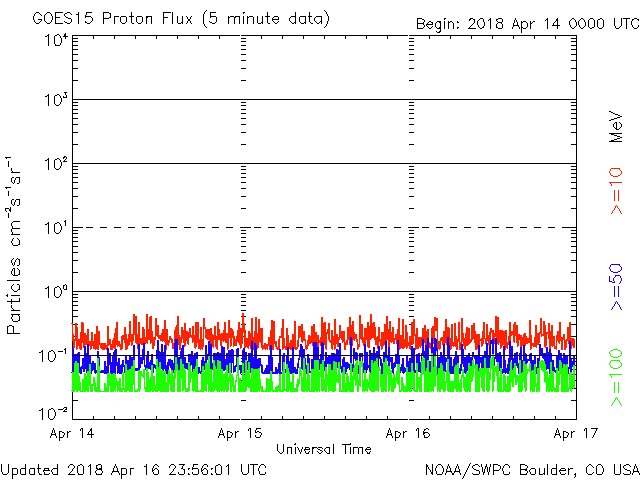 GOES15 Proton Flux (5 minute data)
Begin: 2018 Apr 14 0000 UTC
Particles cm⁻²s⁻¹sr⁻¹
10⁴
10³
10²
10¹
10⁰
10⁻¹
10⁻²
Apr 14
Apr 15
Apr 16
Apr 17
Universal Time
MeV
>=10
>=50
>=100
Updated 2018 Apr 16 23:56:01 UTC
NOAA/SWPC Boulder, CO USA